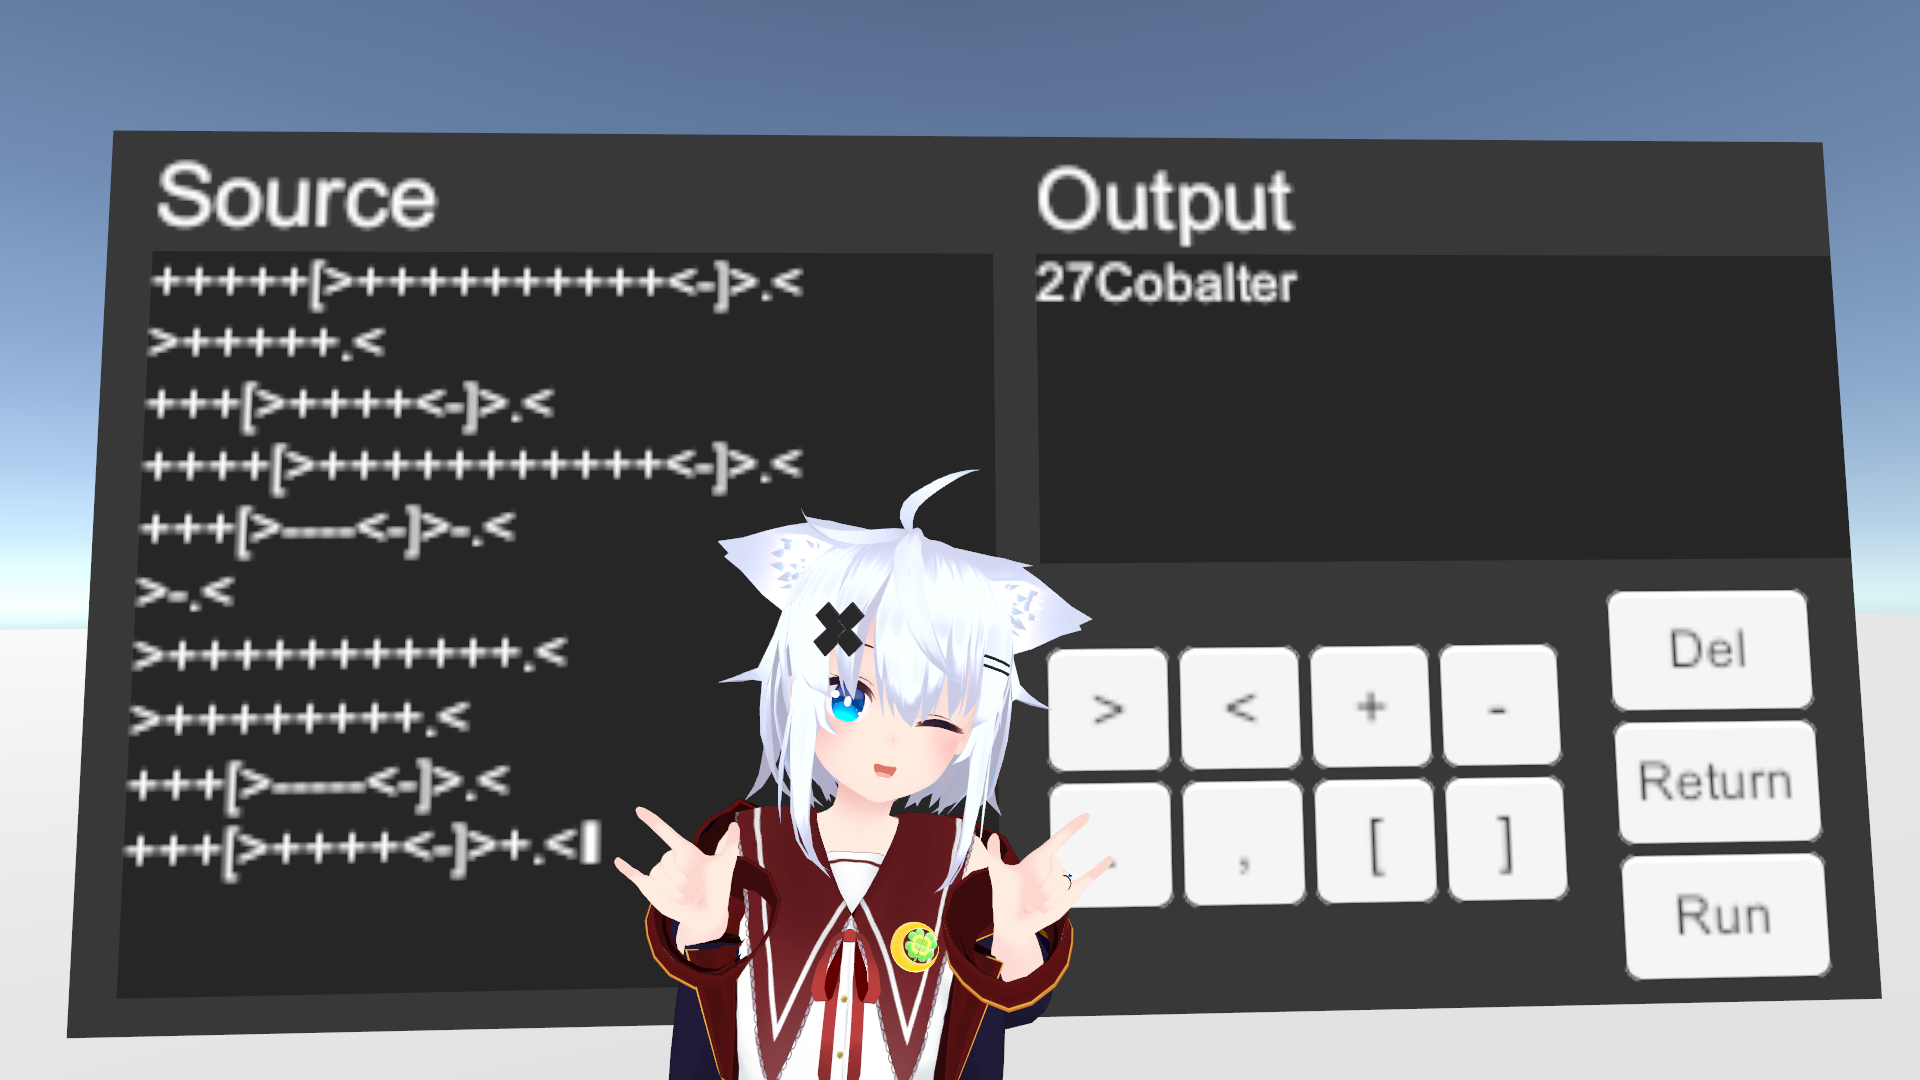 Source
+++++[>++++++++++<-]>.<
>+++++.<
+++[>++++<-]>.<
++++[>+++++++++++<-]>.<
+++[>----<-]>-.<
>-.<
>+++++++++++.<
>++++++++.<
+++[>-----<-]>.<
+++[>++++<-]>+.<
Output
27Cobalter
> < + -
. , [ ]
Del
Return
Run